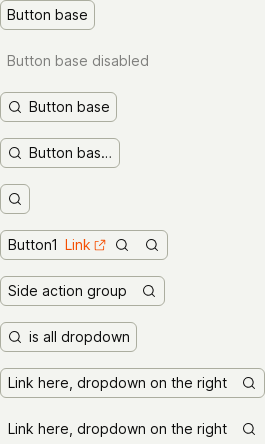 Button base
Button base disabled
Button base
Button bas...
Button1 Link
Side action group
is all dropdown
Link here, dropdown on the right
Link here, dropdown on the right